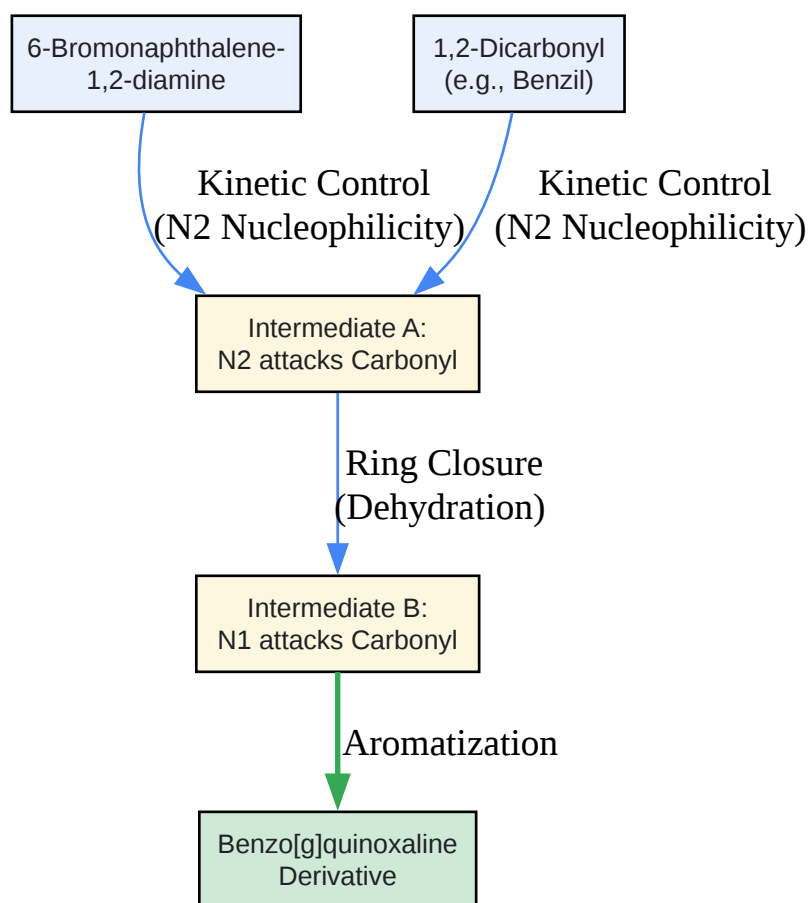 6-Bromonaphthalene-
1,2-diamine
1,2-Dicarbonyl
(e.g., Benzil)
Kinetic Control
(N2 Nucleophilicity)
Kinetic Control
(N2 Nucleophilicity)
Intermediate A:
N2 attacks Carbonyl
Ring Closure
(Dehydration)
Intermediate B:
N1 attacks Carbonyl
Aromatization
Benzo[g]quinoxaline
Derivative